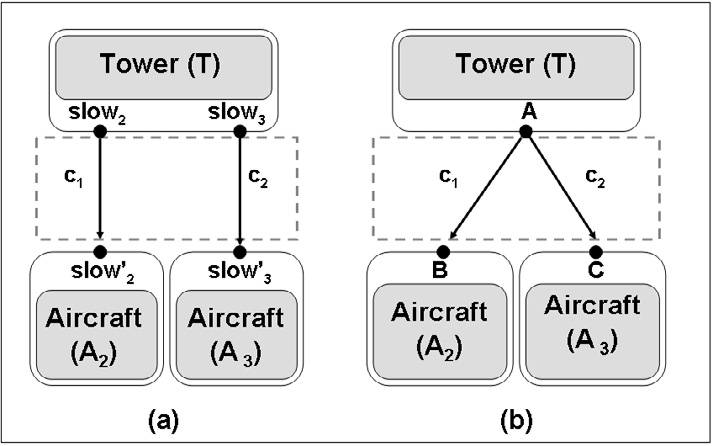 Tower (T)
slow₂ slow₃
c₁ c₂
slow'₂ slow'₃
Aircraft
(A₂)
Aircraft
(A₃)
(a)
Tower (T)
A
c₁ c₂
B C
Aircraft
(A₂)
Aircraft
(A₃)
(b)